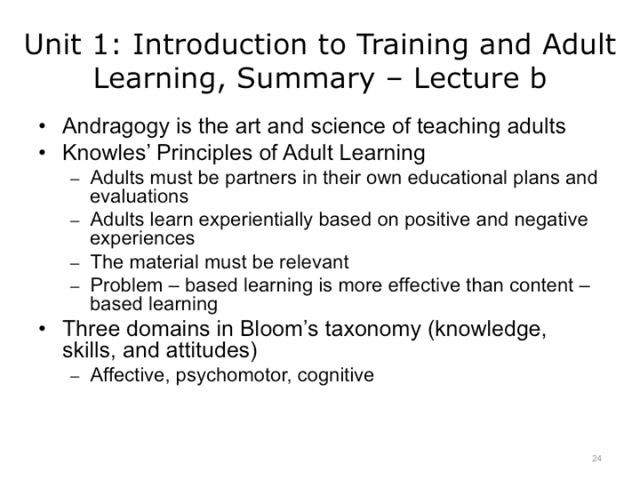 Unit 1: Introduction to Training and Adult
Learning, Summary – Lecture b
• Andragogy is the art and science of teaching adults
• Knowles’ Principles of Adult Learning
– Adults must be partners in their own educational plans and
evaluations
– Adults learn experientially based on positive and negative
experiences
– The material must be relevant
– Problem – based learning is more effective than content –
based learning
• Three domains in Bloom’s taxonomy (knowledge,
skills, and attitudes)
– Affective, psychomotor, cognitive
24